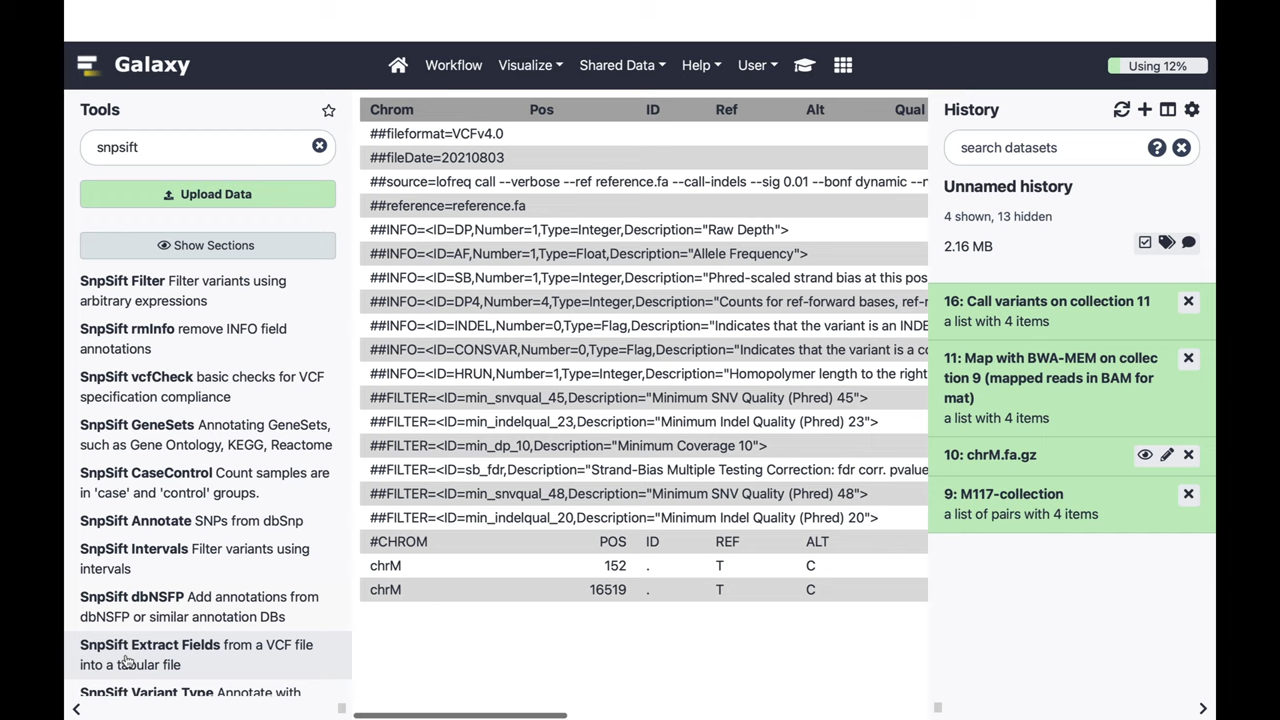 Galaxy
Workflow
Visualize
Shared Data
Help
User
Using 12%
Tools
snpsift
Upload Data
Show Sections
SnpSift Filter Filter variants using
arbitrary expressions
SnpSift rmInfo remove INFO field
annotations
SnpSift vcfCheck basic checks for VCF
specification compliance
SnpSift GeneSets Annotating GeneSets,
such as Gene Ontology, KEGG, Reactome
SnpSift CaseControl Count samples are
in 'case' and 'control' groups.
SnpSift Annotate SNPs from dbSnp
SnpSift Intervals Filter variants using
intervals
SnpSift dbNSFP Add annotations from
dbNSFP or similar annotation DBs
SnpSift Extract Fields from a VCF file
into a tabular file
SnpSift Variant Type Annotate with
Chrom Pos ID Ref Alt Qual
##fileformat=VCFv4.0
##fileDate=20210803
##source=lofreq call --verbose --ref reference.fa --call-indels --sig 0.01 --bonf dynamic --
##reference=reference.fa
##INFO=<ID=DP,Number=1,Type=Integer,Description="Raw Depth">
##INFO=<ID=AF,Number=1,Type=Float,Description="Allele Frequency">
##INFO=<ID=SB,Number=1,Type=Integer,Description="Phred-scaled strand bias at this pos
##INFO=<ID=DP4,Number=4,Type=Integer,Description="Counts for ref-forward bases, ref-
##INFO=<ID=INDEL,Number=0,Type=Flag,Description="Indicates that the variant is an INDE
##INFO=<ID=CONSVAR,Number=0,Type=Flag,Description="Indicates that the variant is a co
##INFO=<ID=HRUN,Number=1,Type=Integer,Description="Homopolymer length to the right
##FILTER=<ID=min_snvqual_45,Description="Minimum SNV Quality (Phred) 45">
##FILTER=<ID=min_indelqual_23,Description="Minimum Indel Quality (Phred) 23">
##FILTER=<ID=min_dp_10,Description="Minimum Coverage 10">
##FILTER=<ID=sb_fdr,Description="Strand-Bias Multiple Testing Correction: fdr corr. pvalue
##FILTER=<ID=min_snvqual_48,Description="Minimum SNV Quality (Phred) 48">
##FILTER=<ID=min_indelqual_20,Description="Minimum Indel Quality (Phred) 20">
#CHROM POS ID REF ALT
chrM 152 . T C
chrM 16519 . T C
History
search datasets
Unnamed history
4 shown, 13 hidden
2.16 MB
16: Call variants on collection 11
a list with 4 items
11: Map with BWA-MEM on collec
tion 9 (mapped reads in BAM for
mat)
a list with 4 items
10: chrM.fa.gz
9: M117-collection
a list of pairs with 4 items